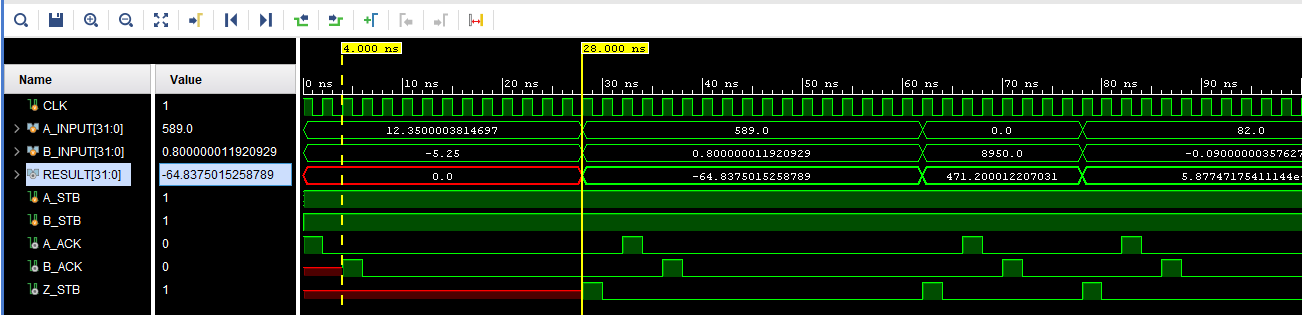 4.000 ns 28.000 ns
Name Value 0 ns 10 ns 20 ns 30 ns 40 ns 50 ns 60 ns 70 ns 80 ns 90 ns
CLK 1
A_INPUT[31:0] 589.0 12.3500003814697 589.0 0.0 82.0
B_INPUT[31:0] 0.800000011920929 -5.25 0.800000011920929 8950.0 -0.09000000357627
RESULT[31:0] -64.8375015258789 0.0 -64.8375015258789 471.200012207031 5.87747175411144e-
A_STB 1
B_STB 1
A_ACK 0
B_ACK 0
Z_STB 1